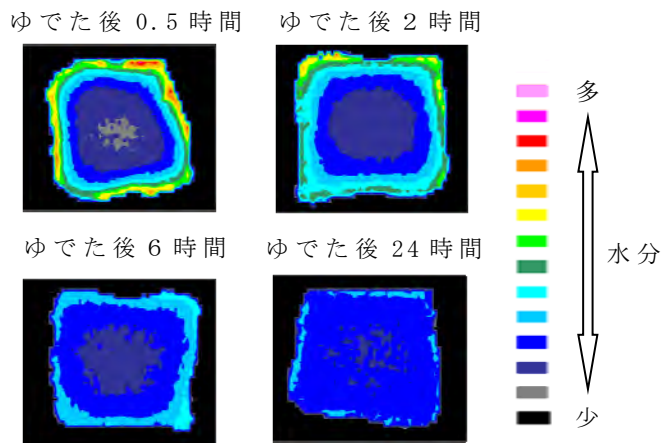 ゆでた後 0.5 時間
ゆでた後 2 時間
ゆでた後 6 時間
ゆでた後 24 時間
多
水分
少